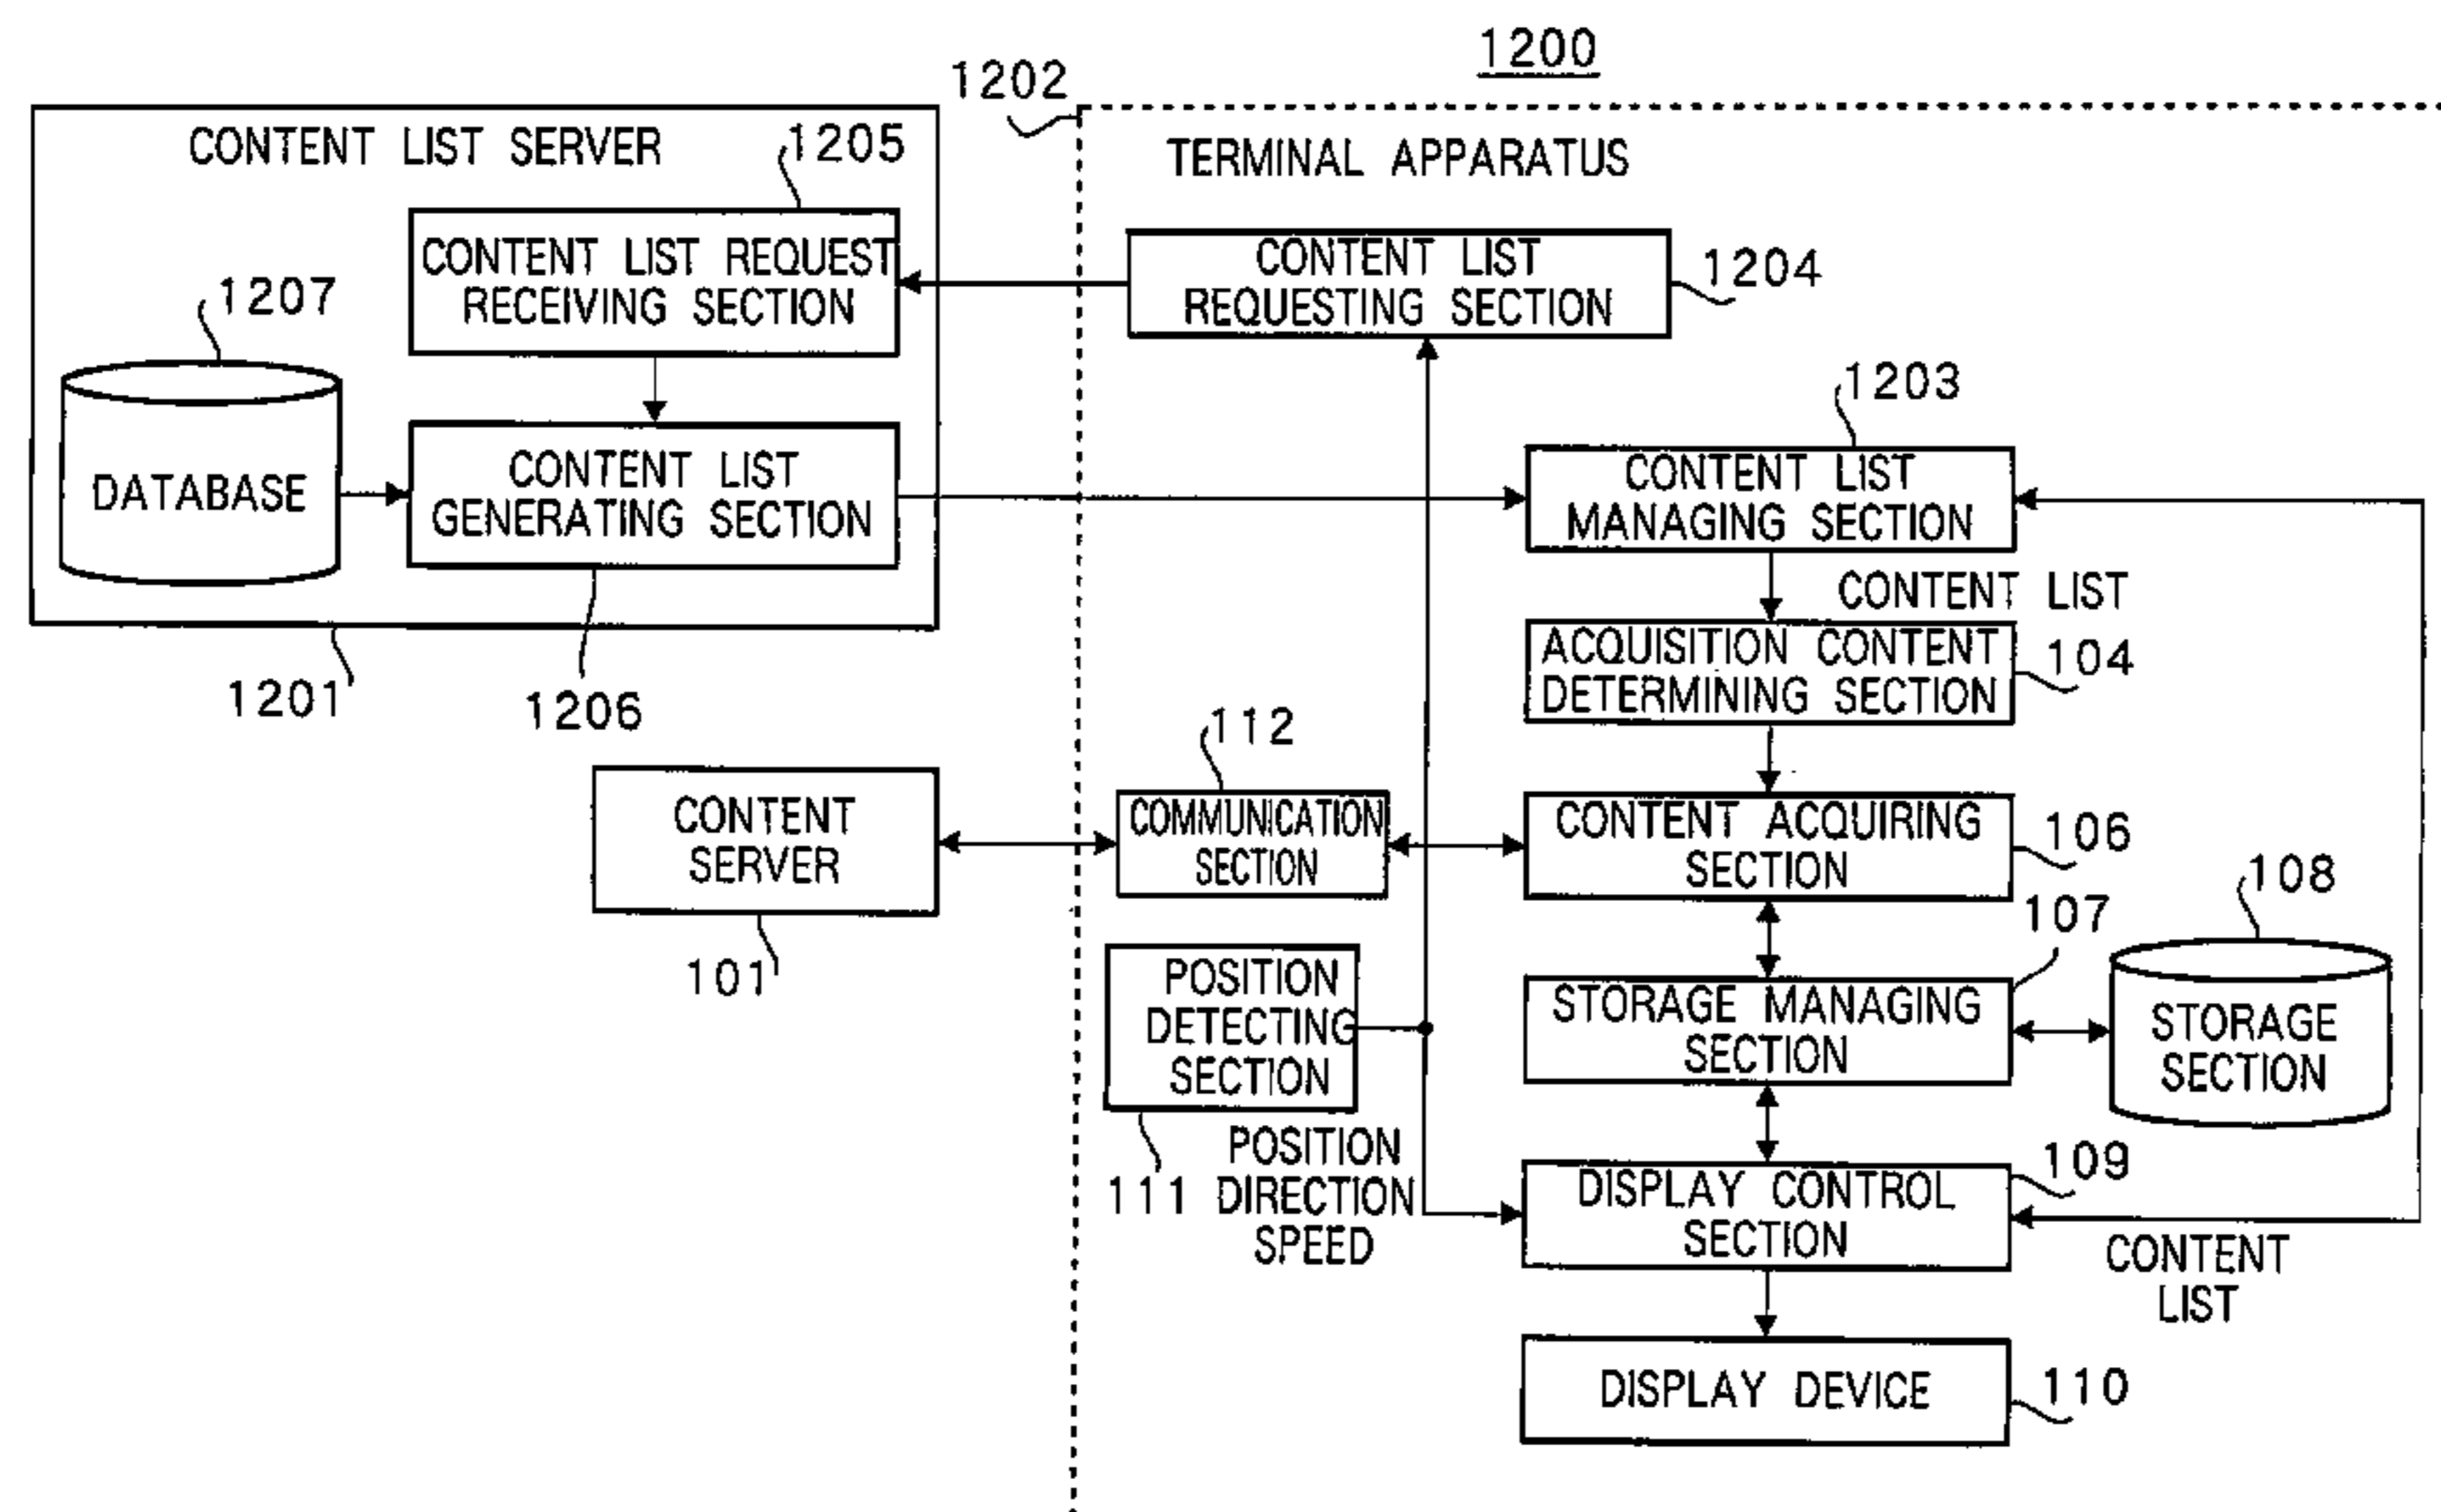 1200
1202
CONTENT LIST SERVER
1205
TERMINAL APPARATUS
CONTENT LIST REQUEST
RECEIVING SECTION
CONTENT LIST
REQUESTING SECTION
1204
1207
DATABASE
CONTENT LIST
GENERATING SECTION
1203
CONTENT LIST
MANAGING SECTION
CONTENT LIST
1201
1206
ACQUISITION CONTENT
DETERMINING SECTION
104
112
CONTENT
SERVER
COMMUNICATION
SECTION
CONTENT ACQUIRING
SECTION
106
101
108
107
POSITION
DETECTING
SECTION
STORAGE MANAGING
SECTION
STORAGE
SECTION
111
POSITION
DIRECTION
SPEED
DISPLAY CONTROL
SECTION
109
CONTENT
LIST
DISPLAY DEVICE
110